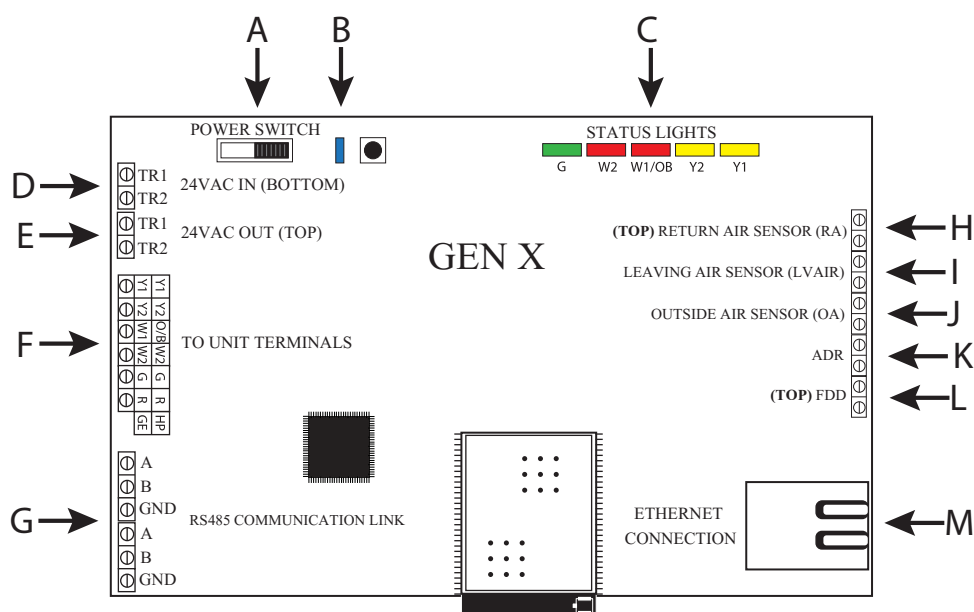 A
B
C
POWER SWITCH
STATUS LIGHTS
G
W2
W1/OB
Y2
Y1
D
TR1
TR2
24VAC IN (BOTTOM)
E
TR1
TR2
24VAC OUT (TOP)
GEN X
(TOP) RETURN AIR SENSOR (RA)
H
LEAVING AIR SENSOR (LVAIR)
I
OUTSIDE AIR SENSOR (OA)
J
ADR
K
(TOP) FDD
L
F
Y1 Y1
Y2 Y2
W1 O/B
W2 W2
G G
R R
GE HP
TO UNIT TERMINALS
G
A
B
GND
A
B
GND
RS485 COMMUNICATION LINK
ETHERNET
CONNECTION
M